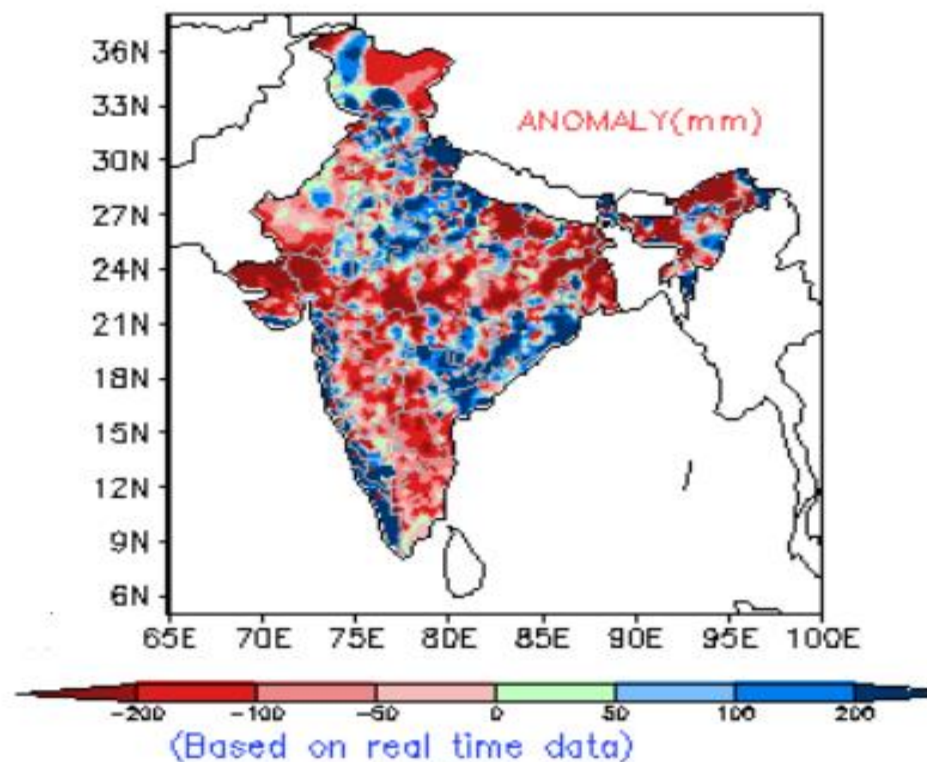 36N
33N
30N
27N
24N
21N
18N
15N
12N
9N
6N
ANOMALY(mm)
65E 70E 75E 80E 85E 90E 95E 100E
-200 -100 -50 0 50 100 200
(Based on real time data)